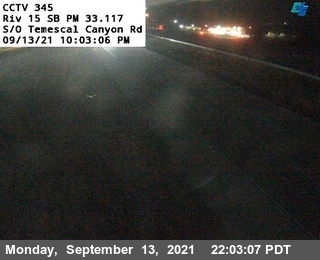 CCTV 345
Riv 15 SB PM 33.117
S/O Temescal Canyon Rd
09/13/21 10:03:06 PM
Monday, September 13, 2021 22:03:07 PDT